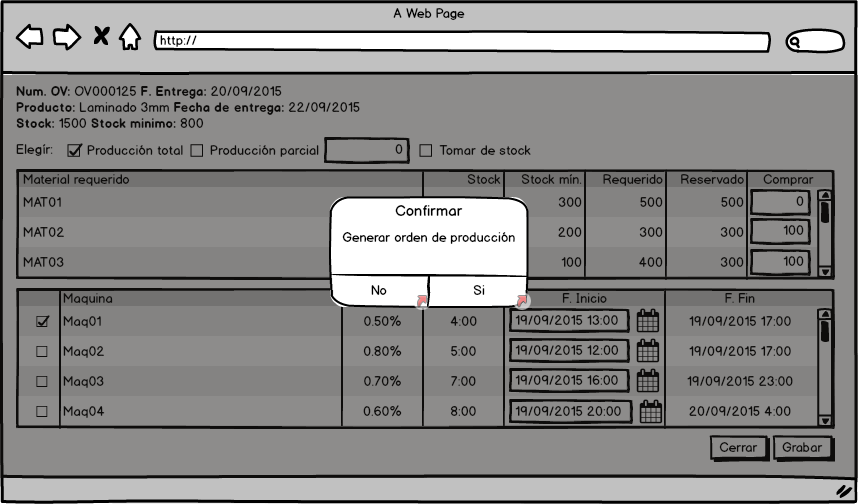 A Web Page
http://
Num. OV: OV000125 F. Entrega: 20/09/2015
Producto: Laminado 3mm Fecha de entrega: 22/09/2015
Stock: 1500 Stock minimo: 800
Elegír: Producción total Producción parcial 0 Tomar de stock
Material requerido Stock Stock mín. Requerido Reservado Comprar
MAT01 300 500 500 0
MAT02 200 300 300 100
MAT03 100 400 300 100
Confirmar
Generar orden de producción
No Si
Maquina F. Inicio F. Fin
Maq01 0.50% 4:00 19/09/2015 13:00 19/09/2015 17:00
Maq02 0.80% 5:00 19/09/2015 12:00 19/09/2015 17:00
Maq03 0.70% 7:00 19/09/2015 16:00 19/09/2015 23:00
Maq04 0.60% 8:00 19/09/2015 20:00 20/09/2015 4:00
Cerrar Grabar